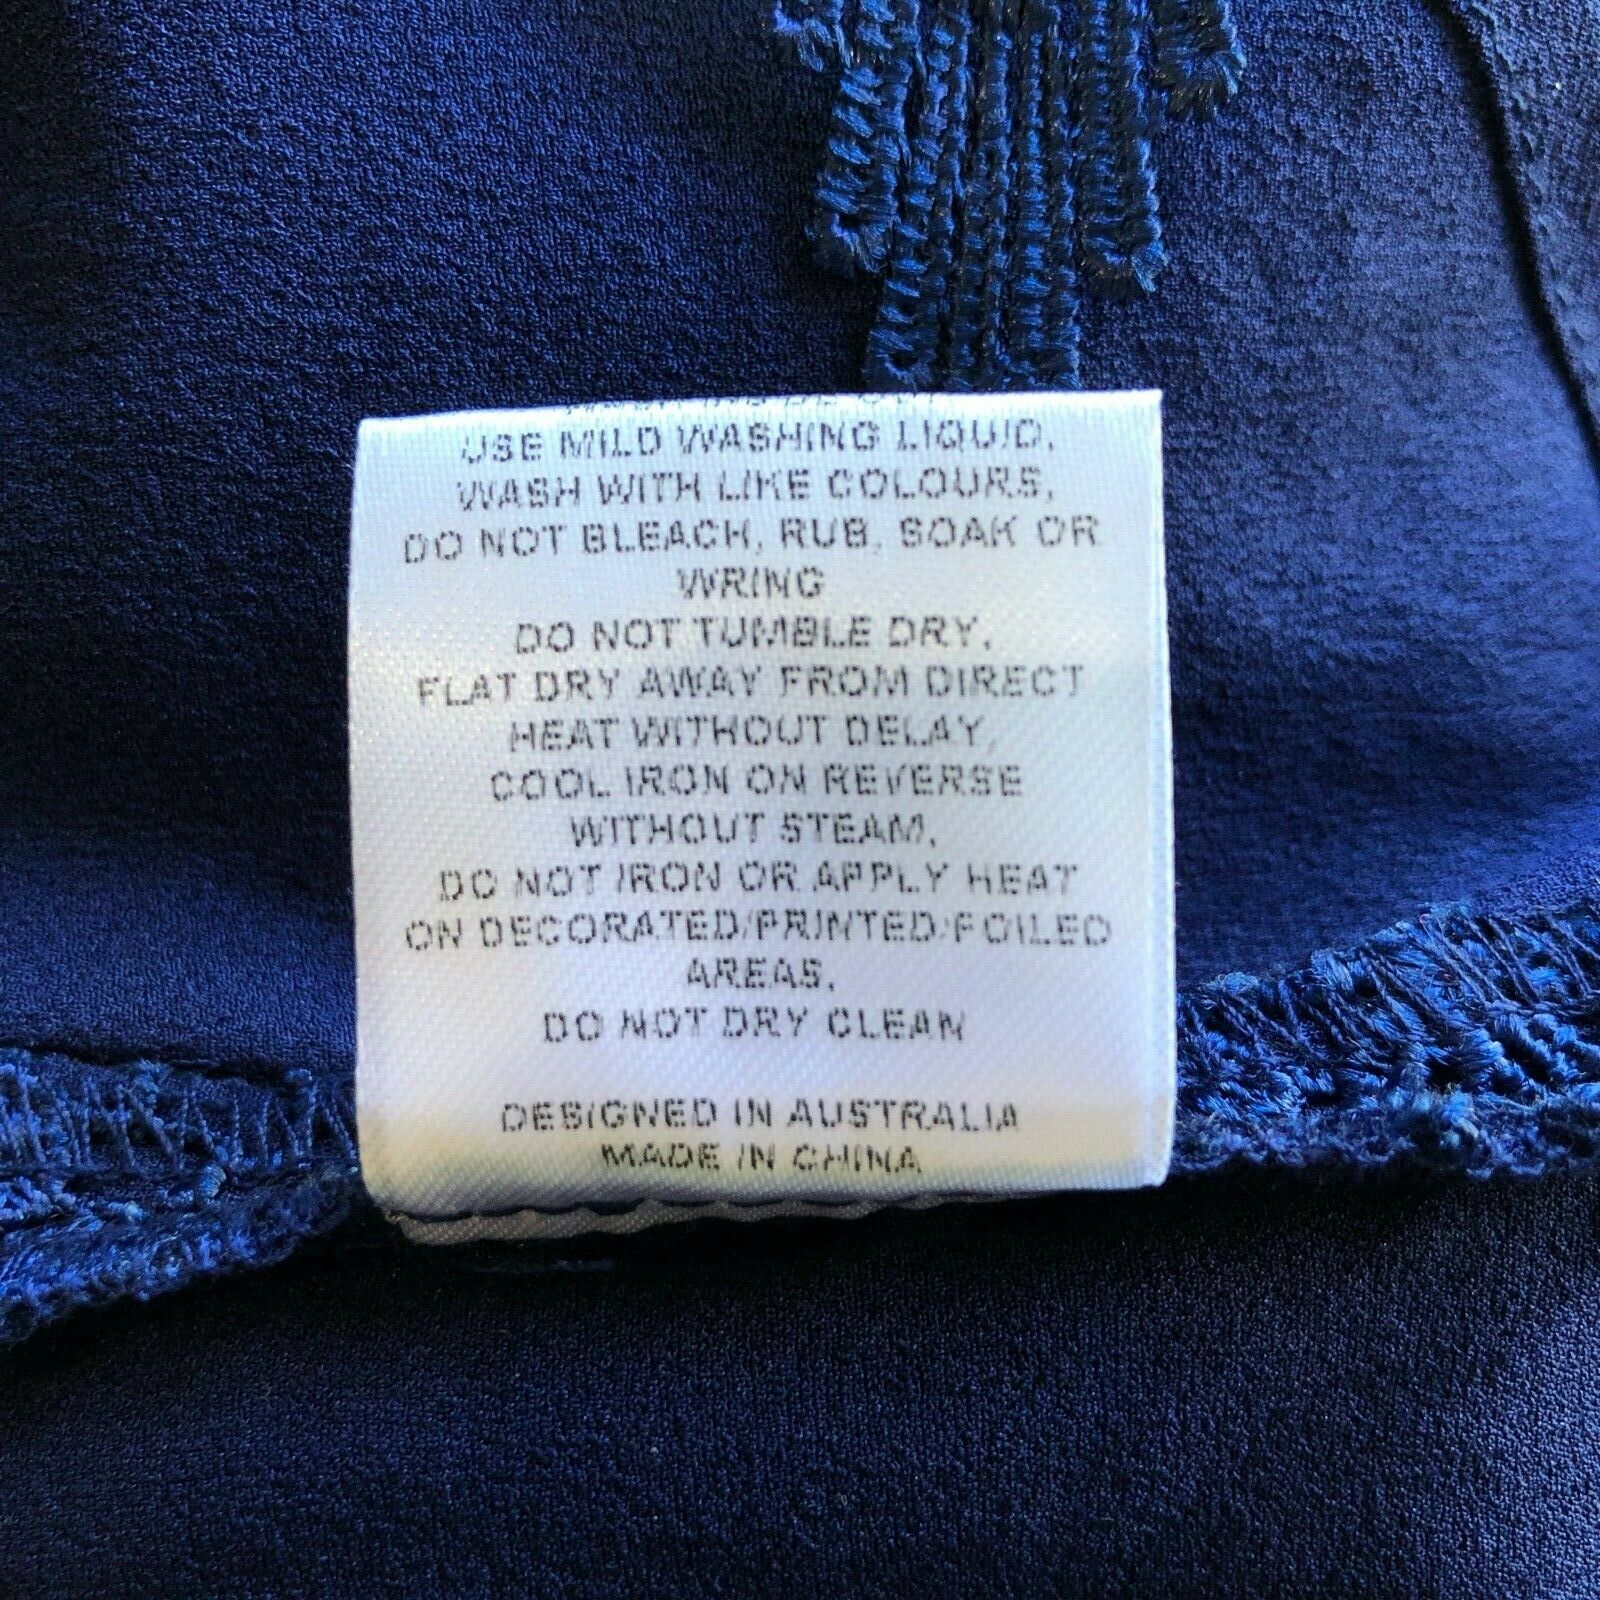 USE MILD WASHING LIQUID,
WASH WITH LIKE COLOURS,
DO NOT BLEACH, RUB, SOAK OR
WRING
DO NOT TUMBLE DRY,
FLAT DRY AWAY FROM DIRECT
HEAT WITHOUT DELAY,
COOL IRON ON REVERSE
WITHOUT STEAM,
DO NOT IRON OR APPLY HEAT
ON DECORATED/PRINTED/FOILED
AREAS,
DO NOT DRY CLEAN
DESIGNED IN AUSTRALIA
MADE IN CHINA